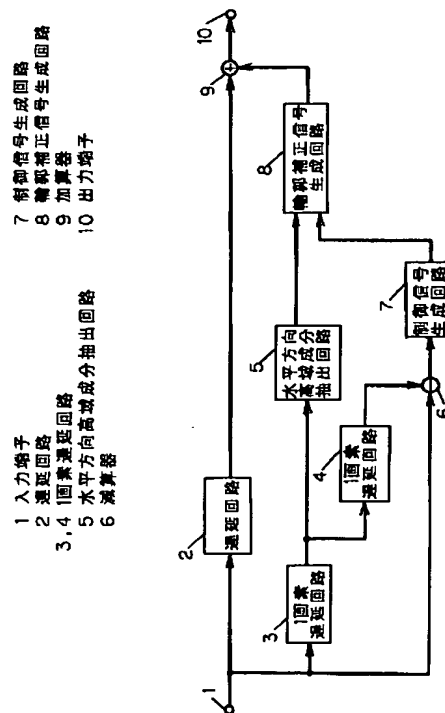 1 入力端子
2 遅延回路
3,4 1画素遅延回路
5 水平方向高域成分抽出回路
6 減算器
7 制御信号生成回路
8 輪郭補正信号生成回路
9 加算器
10 出力端子
1
2
遅延回路
3
1画素
遅延回路
4
1画素
遅延回路
5
水平方向
高域成分
抽出回路
6
7
制御信号
生成回路
8
輪郭補正信号
生成回路
9
+
10